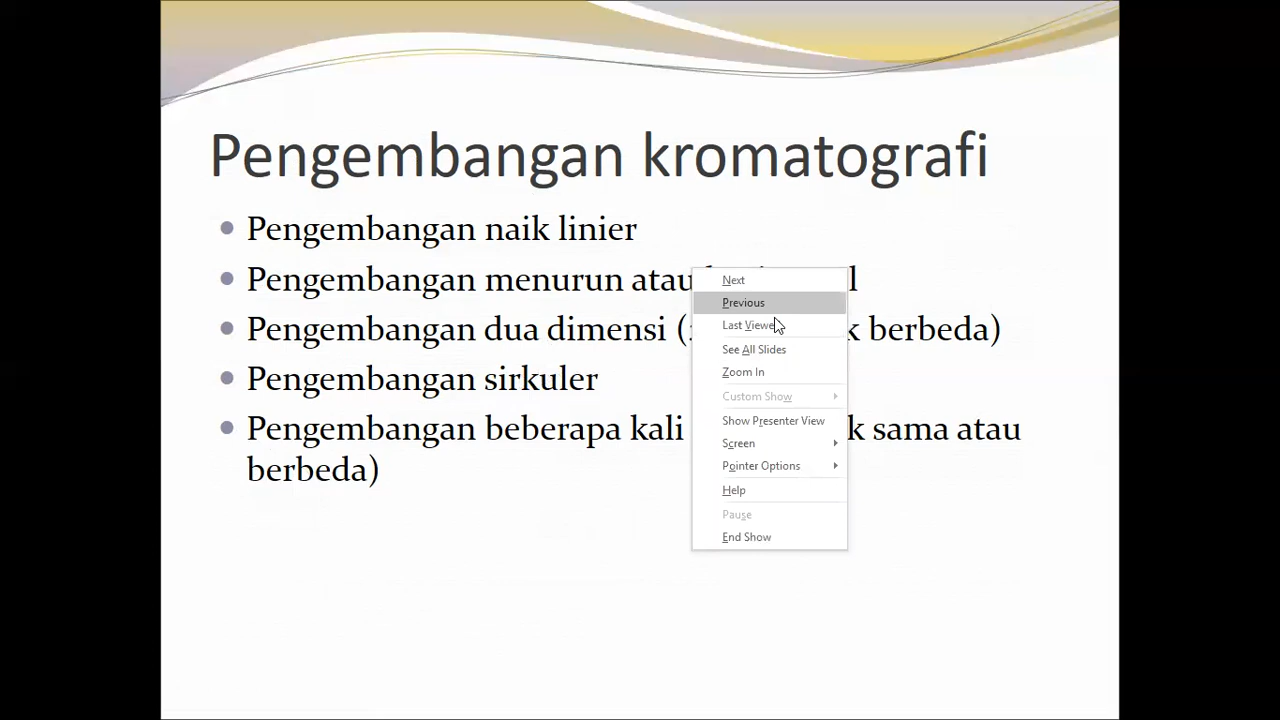 Pengembangan kromatografi
Pengembangan naik linier
Pengembangan menurun atau
Pengembangan dua dimensi ( berbeda)
Pengembangan sirkuler
Pengembangan beberapa kali sama atau
berbeda)
Next
Previous
Last Viewe
See All Slides
Zoom In
Custom Show
Show Presenter View
Screen
Pointer Options
Help
Pause
End Show